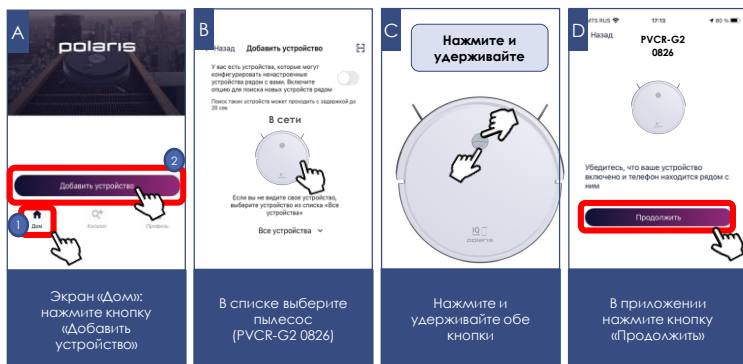 A
polaris
2
Добавить устройство
1
Дом
Каталог
Профиль
Экран «Дом»:
нажмите кнопку
«Добавить
устройство»
B
Назад
Добавить устройство
У вас есть устройства, которые могут
конфигурировать ненастроенные
устройства рядом с вами. Включите
опцию для поиска новых устройств рядом
Поиск таких устройств может проходить с задержкой до
20 сек
В сети
Если вы не видите свое устройство,
выберите устройство из списка «Все
устройства»
Все устройства
В списке выберите
пылесос
(PVCR-G2 0826)
C
Нажмите и
удерживайте
IQ
polaris
Нажмите и
удерживайте обе
кнопки
D
MTS RUS
17:13
80 %
Назад
PVCR-G2
0826
Убедитесь, что ваше устройство
включено и телефон находится рядом с
ним
Продолжить
В приложении
нажмите кнопку
«Продолжить»